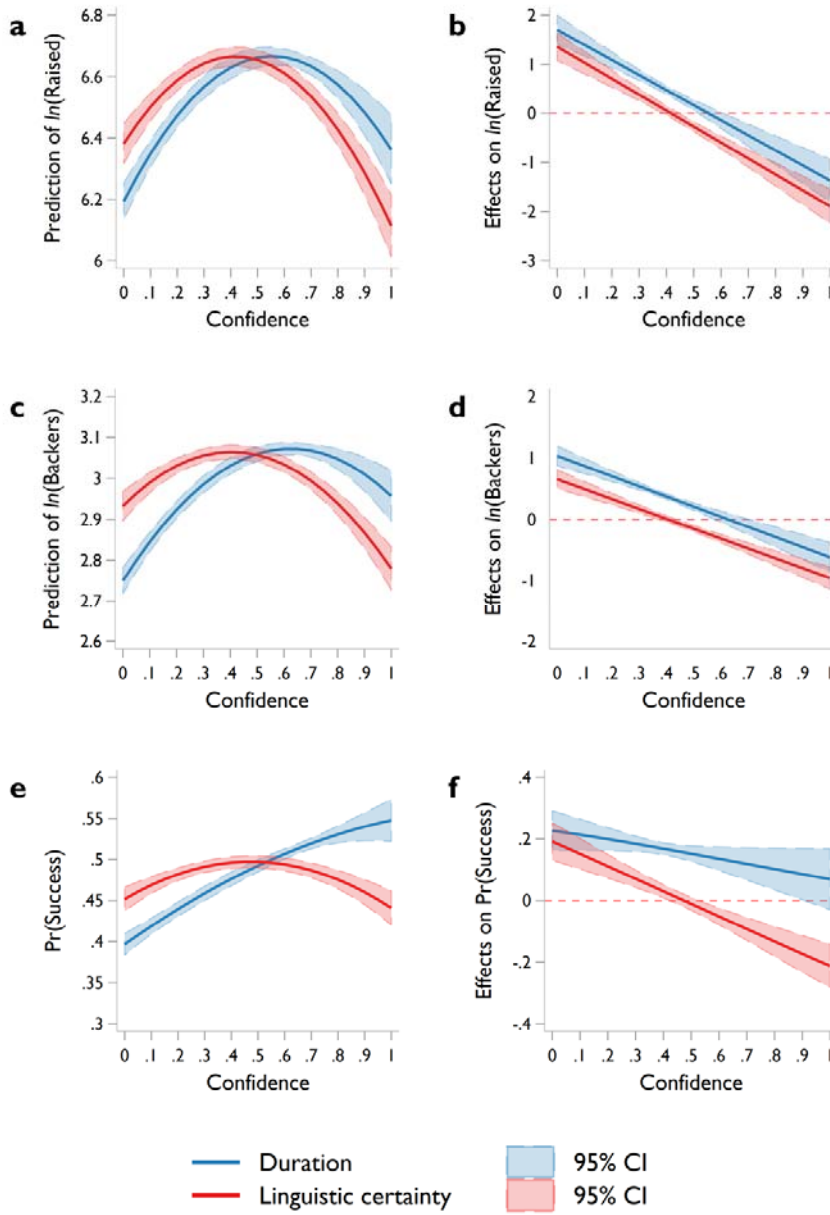 a
Prediction of ln(Raised)
6.8
6.6
6.4
6.2
6
0 .1 .2 .3 .4 .5 .6 .7 .8 .9 1
Confidence
b
Effects on ln(Raised)
2
1
0
-1
-2
-3
0 .1 .2 .3 .4 .5 .6 .7 .8 .9 1
Confidence
c
Prediction of ln(Backers)
3.2
3.1
3
2.9
2.8
2.7
2.6
0 .1 .2 .3 .4 .5 .6 .7 .8 .9 1
Confidence
d
Effects on ln(Backers)
2
1
0
-1
-2
0 .1 .2 .3 .4 .5 .6 .7 .8 .9 1
Confidence
e
Pr(Success)
.6
.55
.5
.45
.4
.35
.3
0 .1 .2 .3 .4 .5 .6 .7 .8 .9 1
Confidence
f
Effects on Pr(Success)
.4
.2
0
-.2
-.4
0 .1 .2 .3 .4 .5 .6 .7 .8 .9 1
Confidence
Duration 95% CI
Linguistic certainty 95% CI